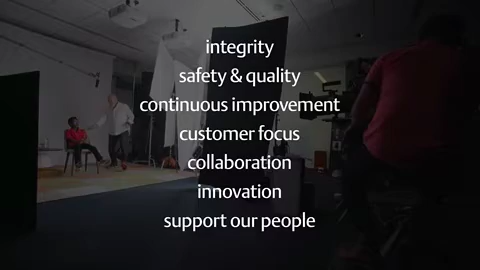 integrity
safety & quality
continuous improvement
customer focus
collaboration
innovation
support our people